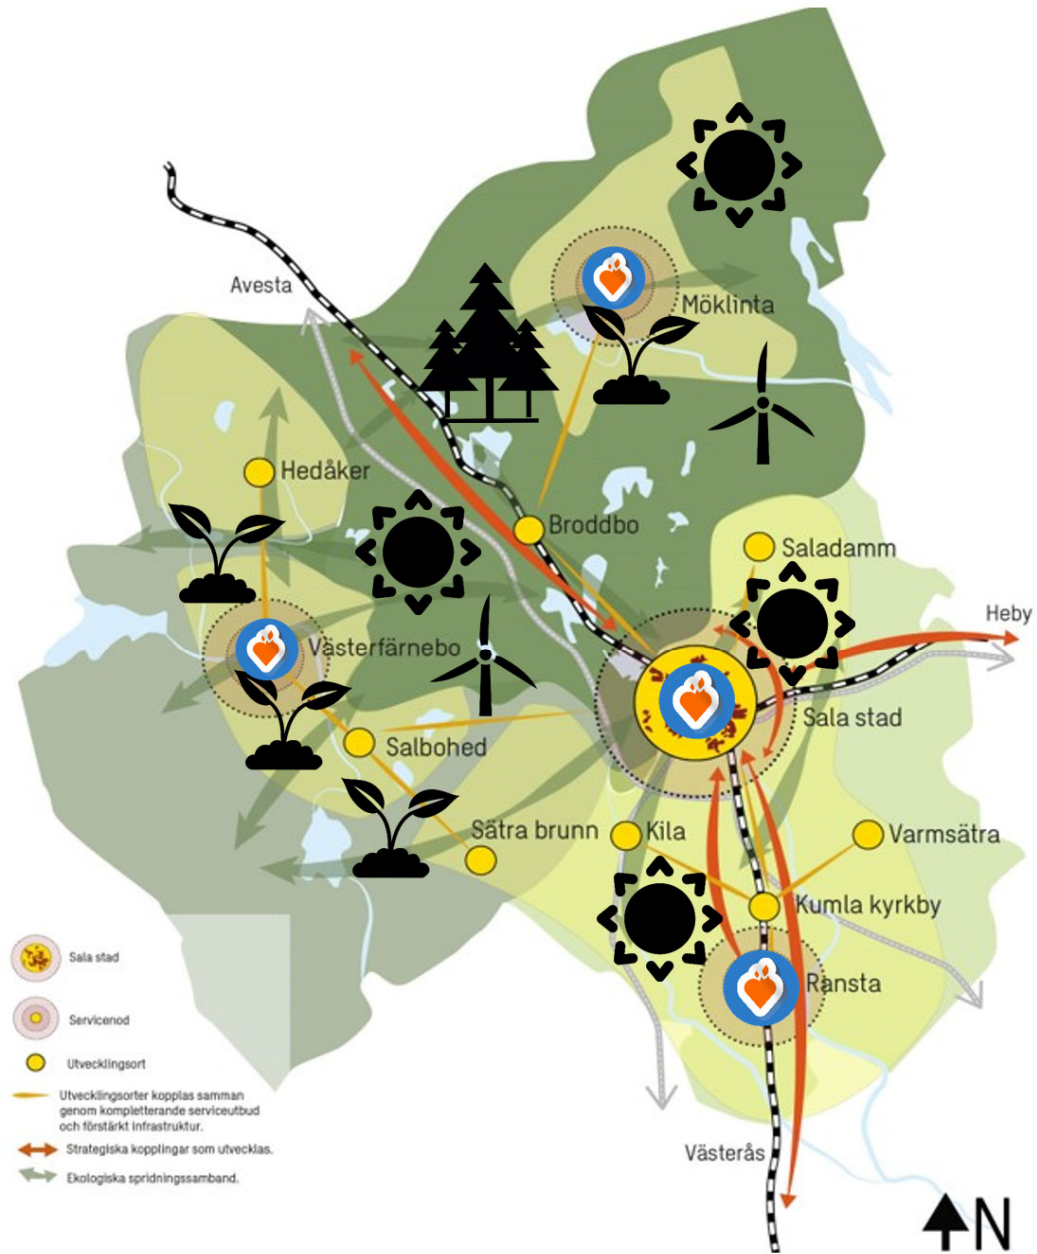 Avesta
Möklinta
Hedåker
Broddbo
Saladamm
Heby
Västerfärnebo
Sala stad
Salbohed
Sätra brunn
Kila
Varmsätra
Kumla kyrkby
Ransta
Västerås
Sala stad
Servicenod
Utvecklingsort
Utvecklingsorter kopplas samman
genom kompletterande serviceutbud
och förstärkt infrastruktur.
Strategiska kopplingar som utvecklas.
Ekologiska spridningssamband.
N